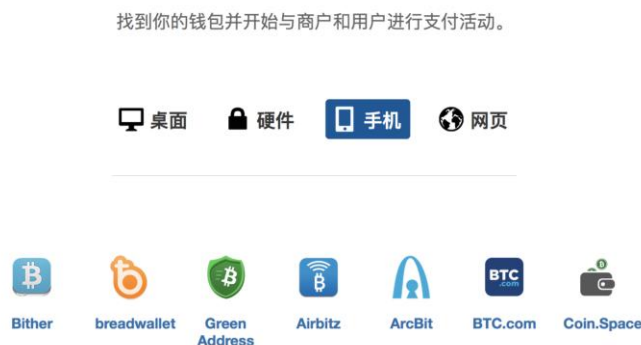 找到你的钱包并开始与商户和用户进行支付活动。
桌面 硬件 手机 网页
BTC
.com
Bither breadwallet Green Address Airbitz ArcBit BTC.com Coin.Space